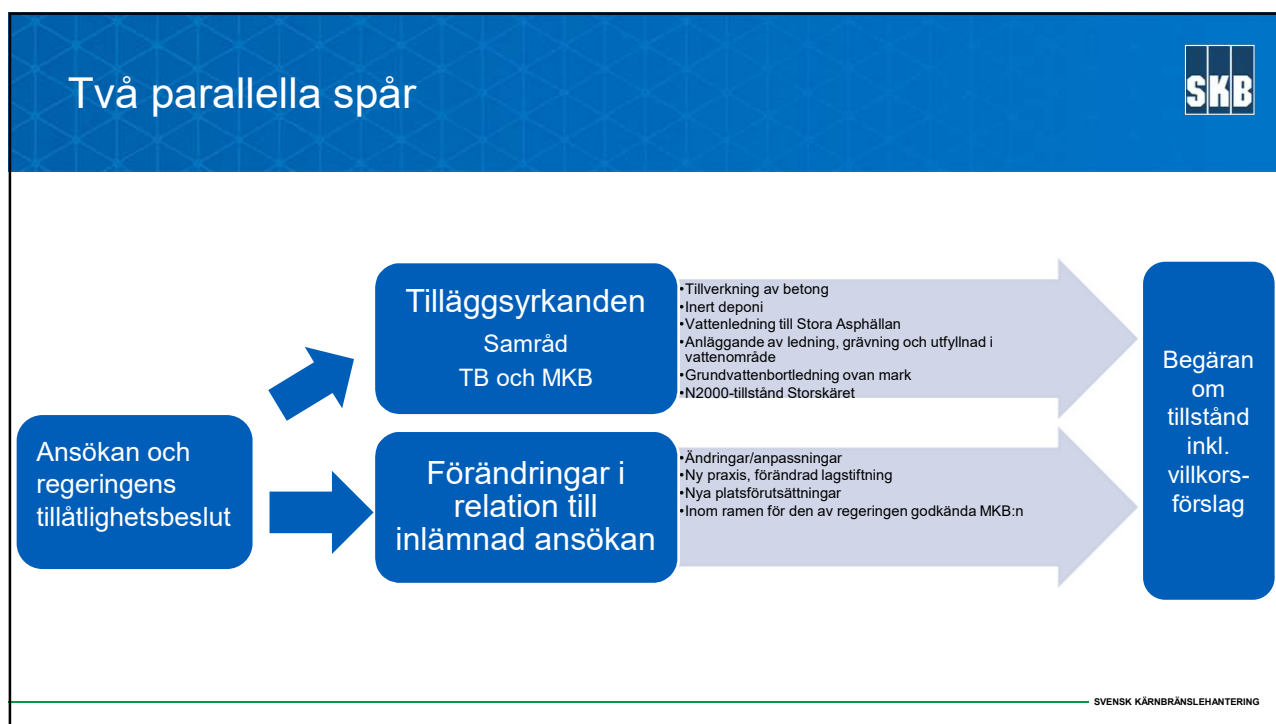 Två parallella spår
SKB
Ansökan och
regeringens
tillåtlighetsbeslut
Tilläggsyrkanden
Samråd
TB och MKB
•Tillverkning av betong
•Inert deponi
•Vattenledning till Stora Asphällan
•Anläggande av ledning, grävning och utfyllnad i
vattenområde
•Grundvattenbortledning ovan mark
•N2000-tillstånd Storskäret
Förändringar i
relation till
inlämnad ansökan
•Ändringar/anpassningar
•Ny praxis, förändrad lagstiftning
•Nya platsförutsättningar
•Inom ramen för den av regeringen godkända MKB:n
Begäran
om
tillstånd
inkl.
villkors-
förslag
SVENSK KÄRNBRÄNSLEHANTERING